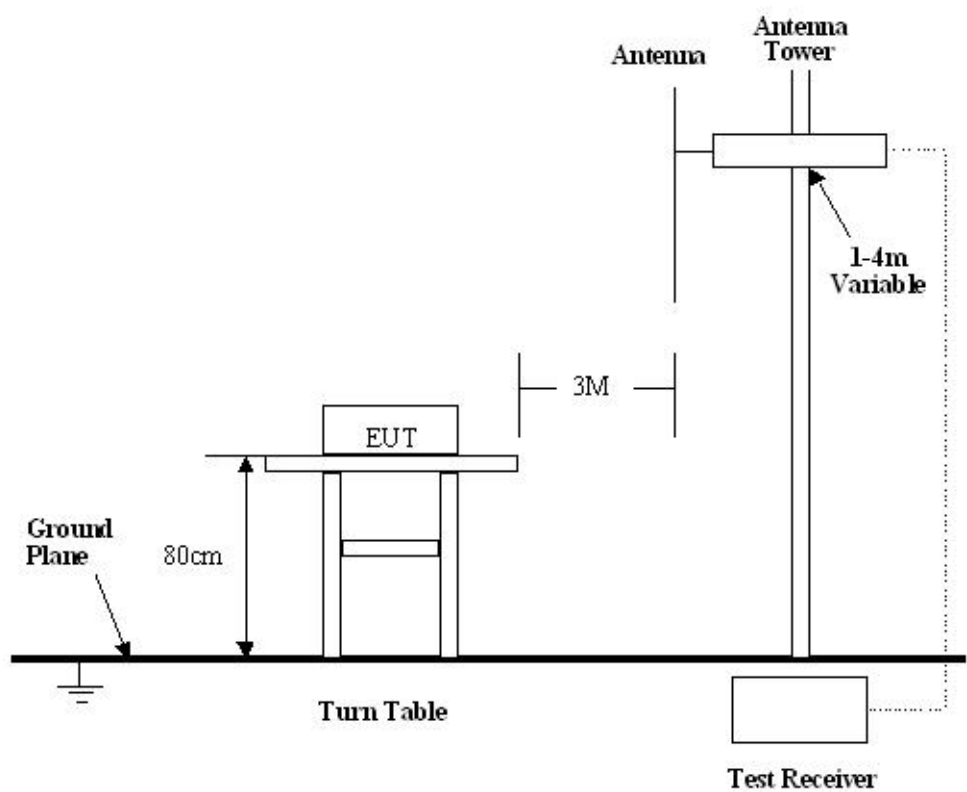 Antenna
Tower
Antenna
1-4m
Variable
3M
EUT
Ground
Plane
80cm
Turn Table
Test Receiver